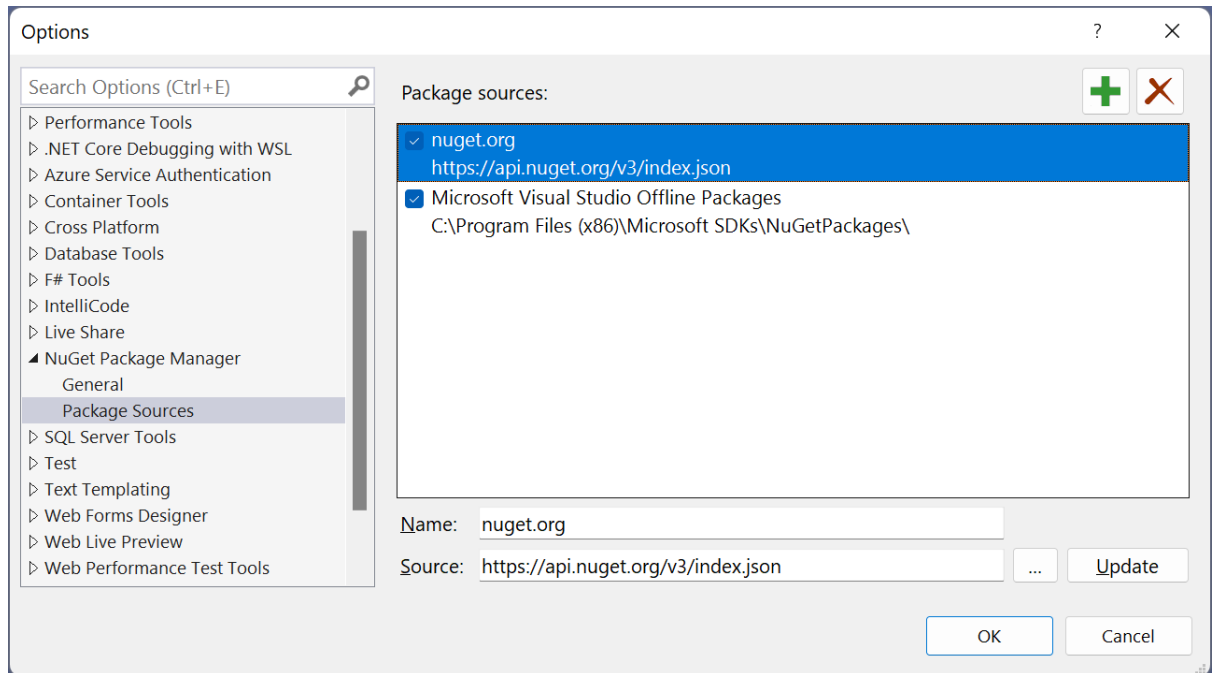 Options
?
Search Options (Ctrl+E)
Performance Tools
.NET Core Debugging with WSL
Azure Service Authentication
Container Tools
Cross Platform
Database Tools
F# Tools
IntelliCode
Live Share
NuGet Package Manager
General
Package Sources
SQL Server Tools
Test
Text Templating
Web Forms Designer
Web Live Preview
Web Performance Test Tools
Package sources:
nuget.org
https://api.nuget.org/v3/index.json
Microsoft Visual Studio Offline Packages
C:\Program Files (x86)\Microsoft SDKs\NuGetPackages\
Name: nuget.org
Source: https://api.nuget.org/v3/index.json ... Update
OK Cancel